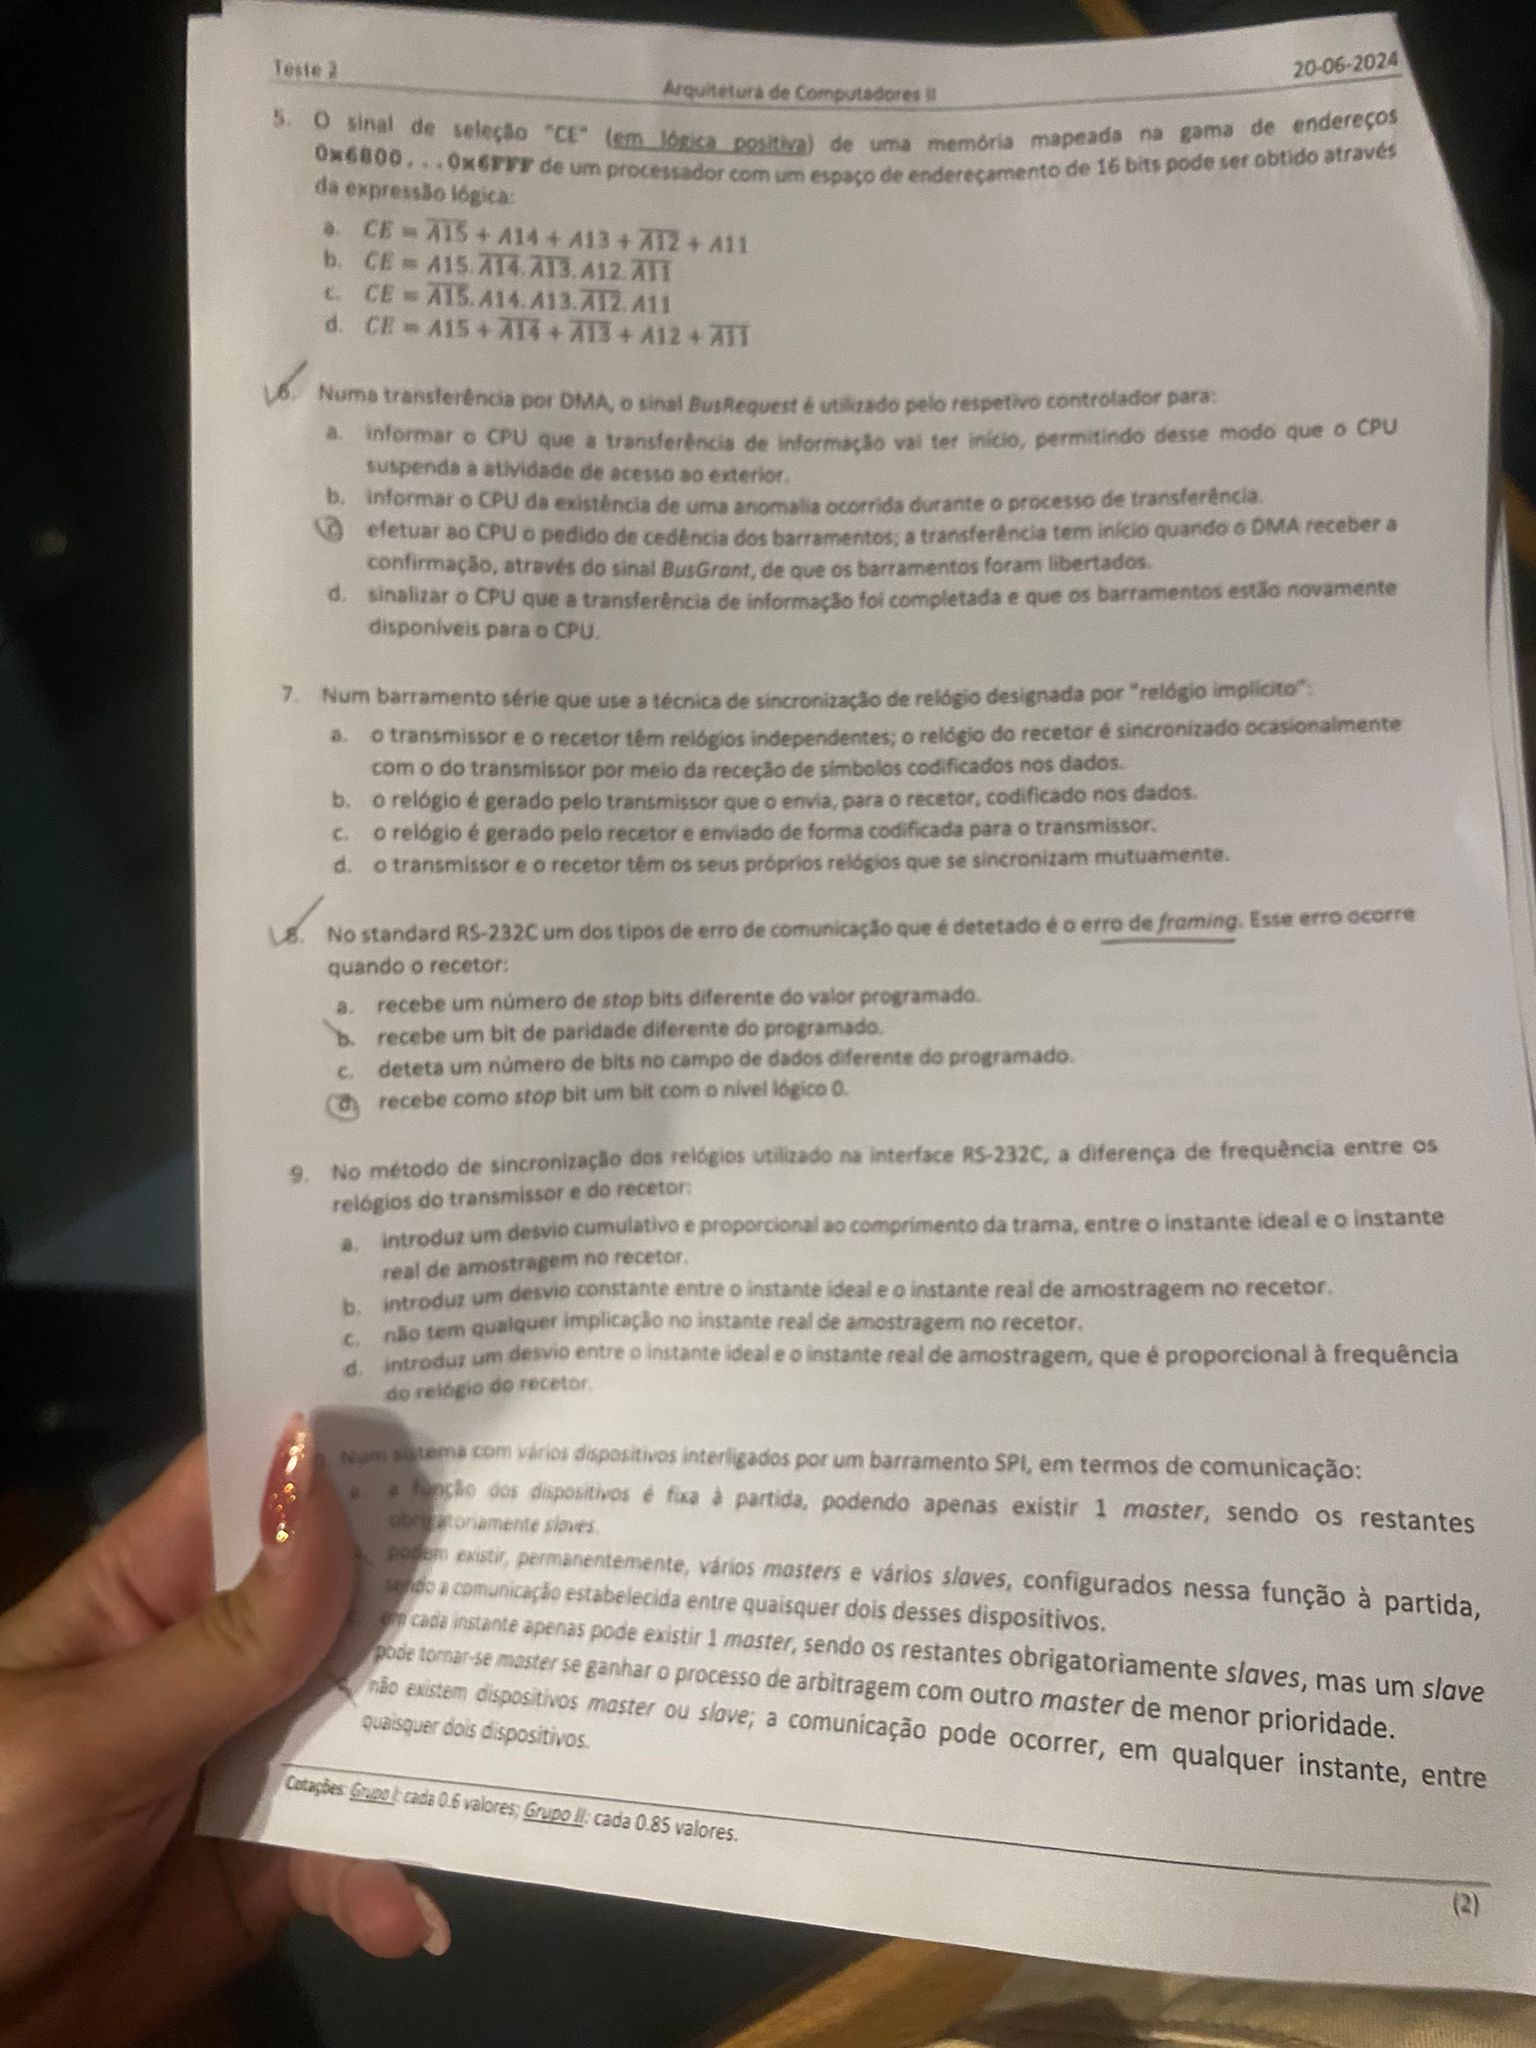 Teste 2
Arquitetura de Computadores II
20-06-2024
5. O sinal de seleção "CE" (em lógica positiva) de uma memória mapeada na gama de endereços
0x6800...0x6FFF de um processador com um espaço de endereçamento de 16 bits pode ser obtido através
da expressão lógica:
a. CE = A̅1̅5̅ + A14 + A13 + A̅1̅2̅ + A11
b. CE = A15. A̅1̅4̅. A̅1̅3̅. A12. A̅1̅1̅
c. CE = A̅1̅5̅. A14. A13. A̅1̅2̅. A11
d. CE = A15 + A̅1̅4̅ + A̅1̅3̅ + A12 + A̅1̅1̅
6. Numa transferência por DMA, o sinal BusRequest é utilizado pelo respetivo controlador para:
a. informar o CPU que a transferência de informação vai ter início, permitindo desse modo que o CPU
suspenda a atividade de acesso ao exterior.
b. informar o CPU da existência de uma anomalia ocorrida durante o processo de transferência.
c. efetuar ao CPU o pedido de cedência dos barramentos; a transferência tem início quando o DMA receber a
confirmação, através do sinal BusGrant, de que os barramentos foram libertados.
d. sinalizar o CPU que a transferência de informação foi completada e que os barramentos estão novamente
disponíveis para o CPU.
7. Num barramento série que use a técnica de sincronização de relógio designada por "relógio implícito":
a. o transmissor e o recetor têm relógios independentes; o relógio do recetor é sincronizado ocasionalmente
com o do transmissor por meio da receção de símbolos codificados nos dados.
b. o relógio é gerado pelo transmissor que o envia, para o recetor, codificado nos dados.
c. o relógio é gerado pelo recetor e enviado de forma codificada para o transmissor.
d. o transmissor e o recetor têm os seus próprios relógios que se sincronizam mutuamente.
8. No standard RS-232C um dos tipos de erro de comunicação que é detetado é o erro de framing. Esse erro ocorre
quando o recetor:
a. recebe um número de stop bits diferente do valor programado.
b. recebe um bit de paridade diferente do programado.
c. deteta um número de bits no campo de dados diferente do programado.
d. recebe como stop bit um bit com o nível lógico 0.
9. No método de sincronização dos relógios utilizado na interface RS-232C, a diferença de frequência entre os
relógios do transmissor e do recetor:
a. introduz um desvio cumulativo e proporcional ao comprimento da trama, entre o instante ideal e o instante
real de amostragem no recetor.
b. introduz um desvio constante entre o instante ideal e o instante real de amostragem no recetor.
c. não tem qualquer implicação no instante real de amostragem no recetor.
d. introduz um desvio entre o instante ideal e o instante real de amostragem, que é proporcional à frequência
do relógio do recetor.
Num sistema com vários dispositivos interligados por um barramento SPI, em termos de comunicação:
a. a função dos dispositivos é fixa à partida, podendo apenas existir 1 master, sendo os restantes
obrigatoriamente slaves.
podem existir, permanentemente, vários masters e vários slaves, configurados nessa função à partida,
sendo a comunicação estabelecida entre quaisquer dois desses dispositivos.
em cada instante apenas pode existir 1 master, sendo os restantes obrigatoriamente slaves, mas um slave
pode tornar-se master se ganhar o processo de arbitragem com outro master de menor prioridade.
não existem dispositivos master ou slave; a comunicação pode ocorrer, em qualquer instante, entre
quaisquer dois dispositivos.
Cotações: Grupo I: cada 0.6 valores; Grupo II: cada 0.85 valores.
(2)